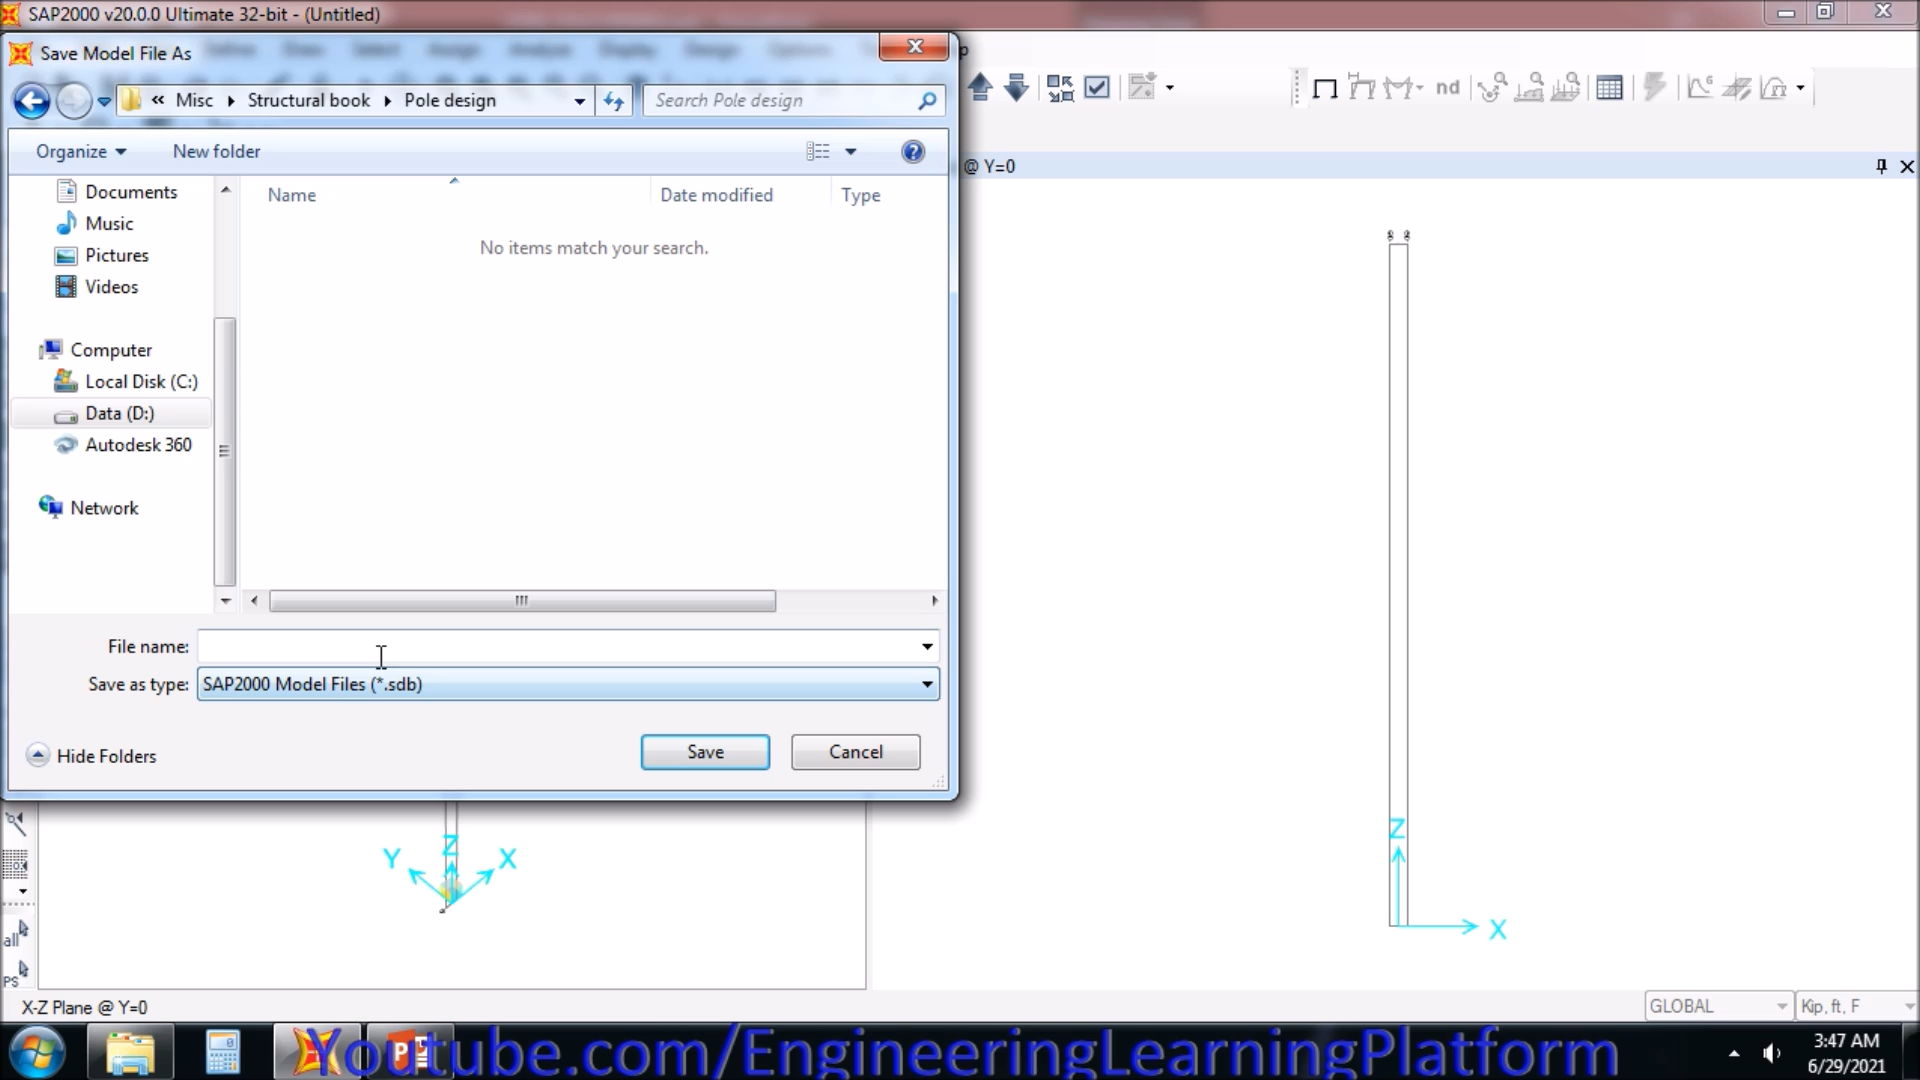 SAP2000 v20.0.0 Ultimate 32-bit - (Untitled)
Save Model File As
« Misc Structural book Pole design
Search Pole design
nd
Organize New folder
@ Y=0
Documents
Music
Pictures
Videos
Computer
Local Disk (C:)
Data (D:)
Autodesk 360
Network
Name Date modified Type
No items match your search.
File name:
Save as type: SAP2000 Model Files (*.sdb)
Hide Folders
Save Cancel
Z
Y Z X
X
all
PS
X-Z Plane @ Y=0
GLOBAL Kip, ft, F
Youtube.com/EngineeringLearningPlatform
3:47 AM
6/29/2021